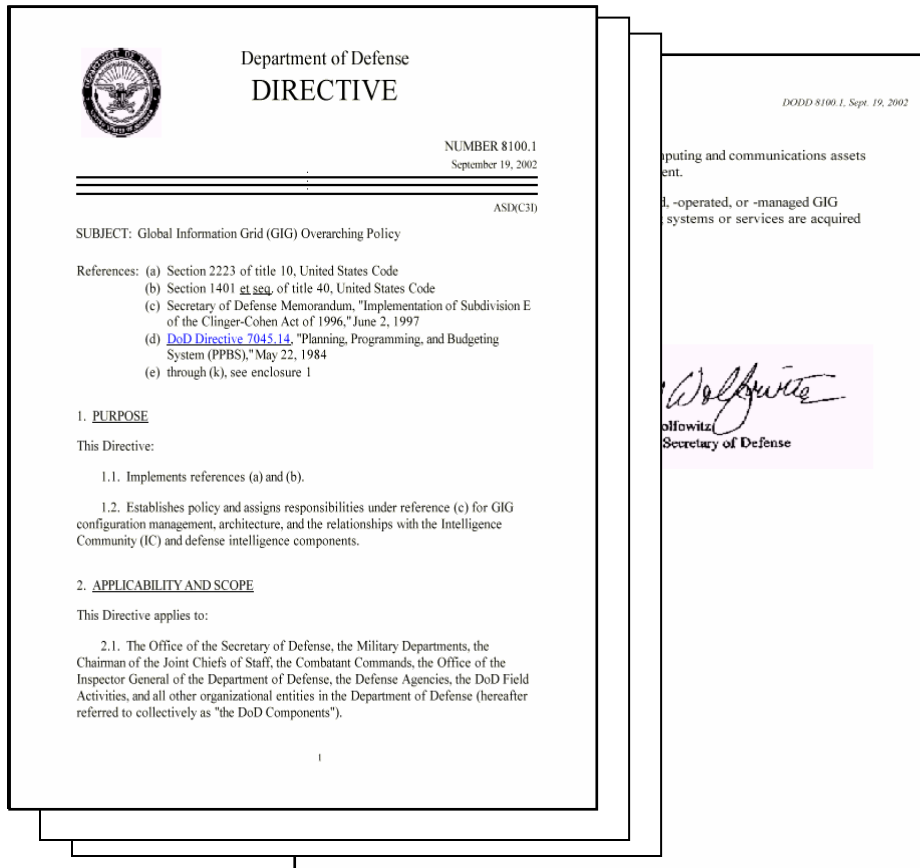 Department of Defense
DIRECTIVE
NUMBER 8100.1
September 19, 2002
ASD(C3I)
SUBJECT: Global Information Grid (GIG) Overarching Policy
References: (a) Section 2223 of title 10, United States Code
(b) Section 1401 et seq. of title 40, United States Code
(c) Secretary of Defense Memorandum, "Implementation of Subdivision E
of the Clinger-Cohen Act of 1996," June 2, 1997
(d) DoD Directive 7045.14, "Planning, Programming, and Budgeting
System (PPBS)," May 22, 1984
(e) through (k), see enclosure 1
1. PURPOSE
This Directive:
1.1. Implements references (a) and (b).
1.2. Establishes policy and assigns responsibilities under reference (c) for GIG
configuration management, architecture, and the relationships with the Intelligence
Community (IC) and defense intelligence components.
2. APPLICABILITY AND SCOPE
This Directive applies to:
2.1. The Office of the Secretary of Defense, the Military Departments, the
Chairman of the Joint Chiefs of Staff, the Combatant Commands, the Office of the
Inspector General of the Department of Defense, the Defense Agencies, the DoD Field
Activities, and all other organizational entities in the Department of Defense (hereafter
referred to collectively as "the DoD Components").
1
DODD 8100.1, Sept. 19, 2002
puting and communications assets
ent.
, -operated, or -managed GIG
systems or services are acquired
Wolfowitz
olfowitz
Secretary of Defense